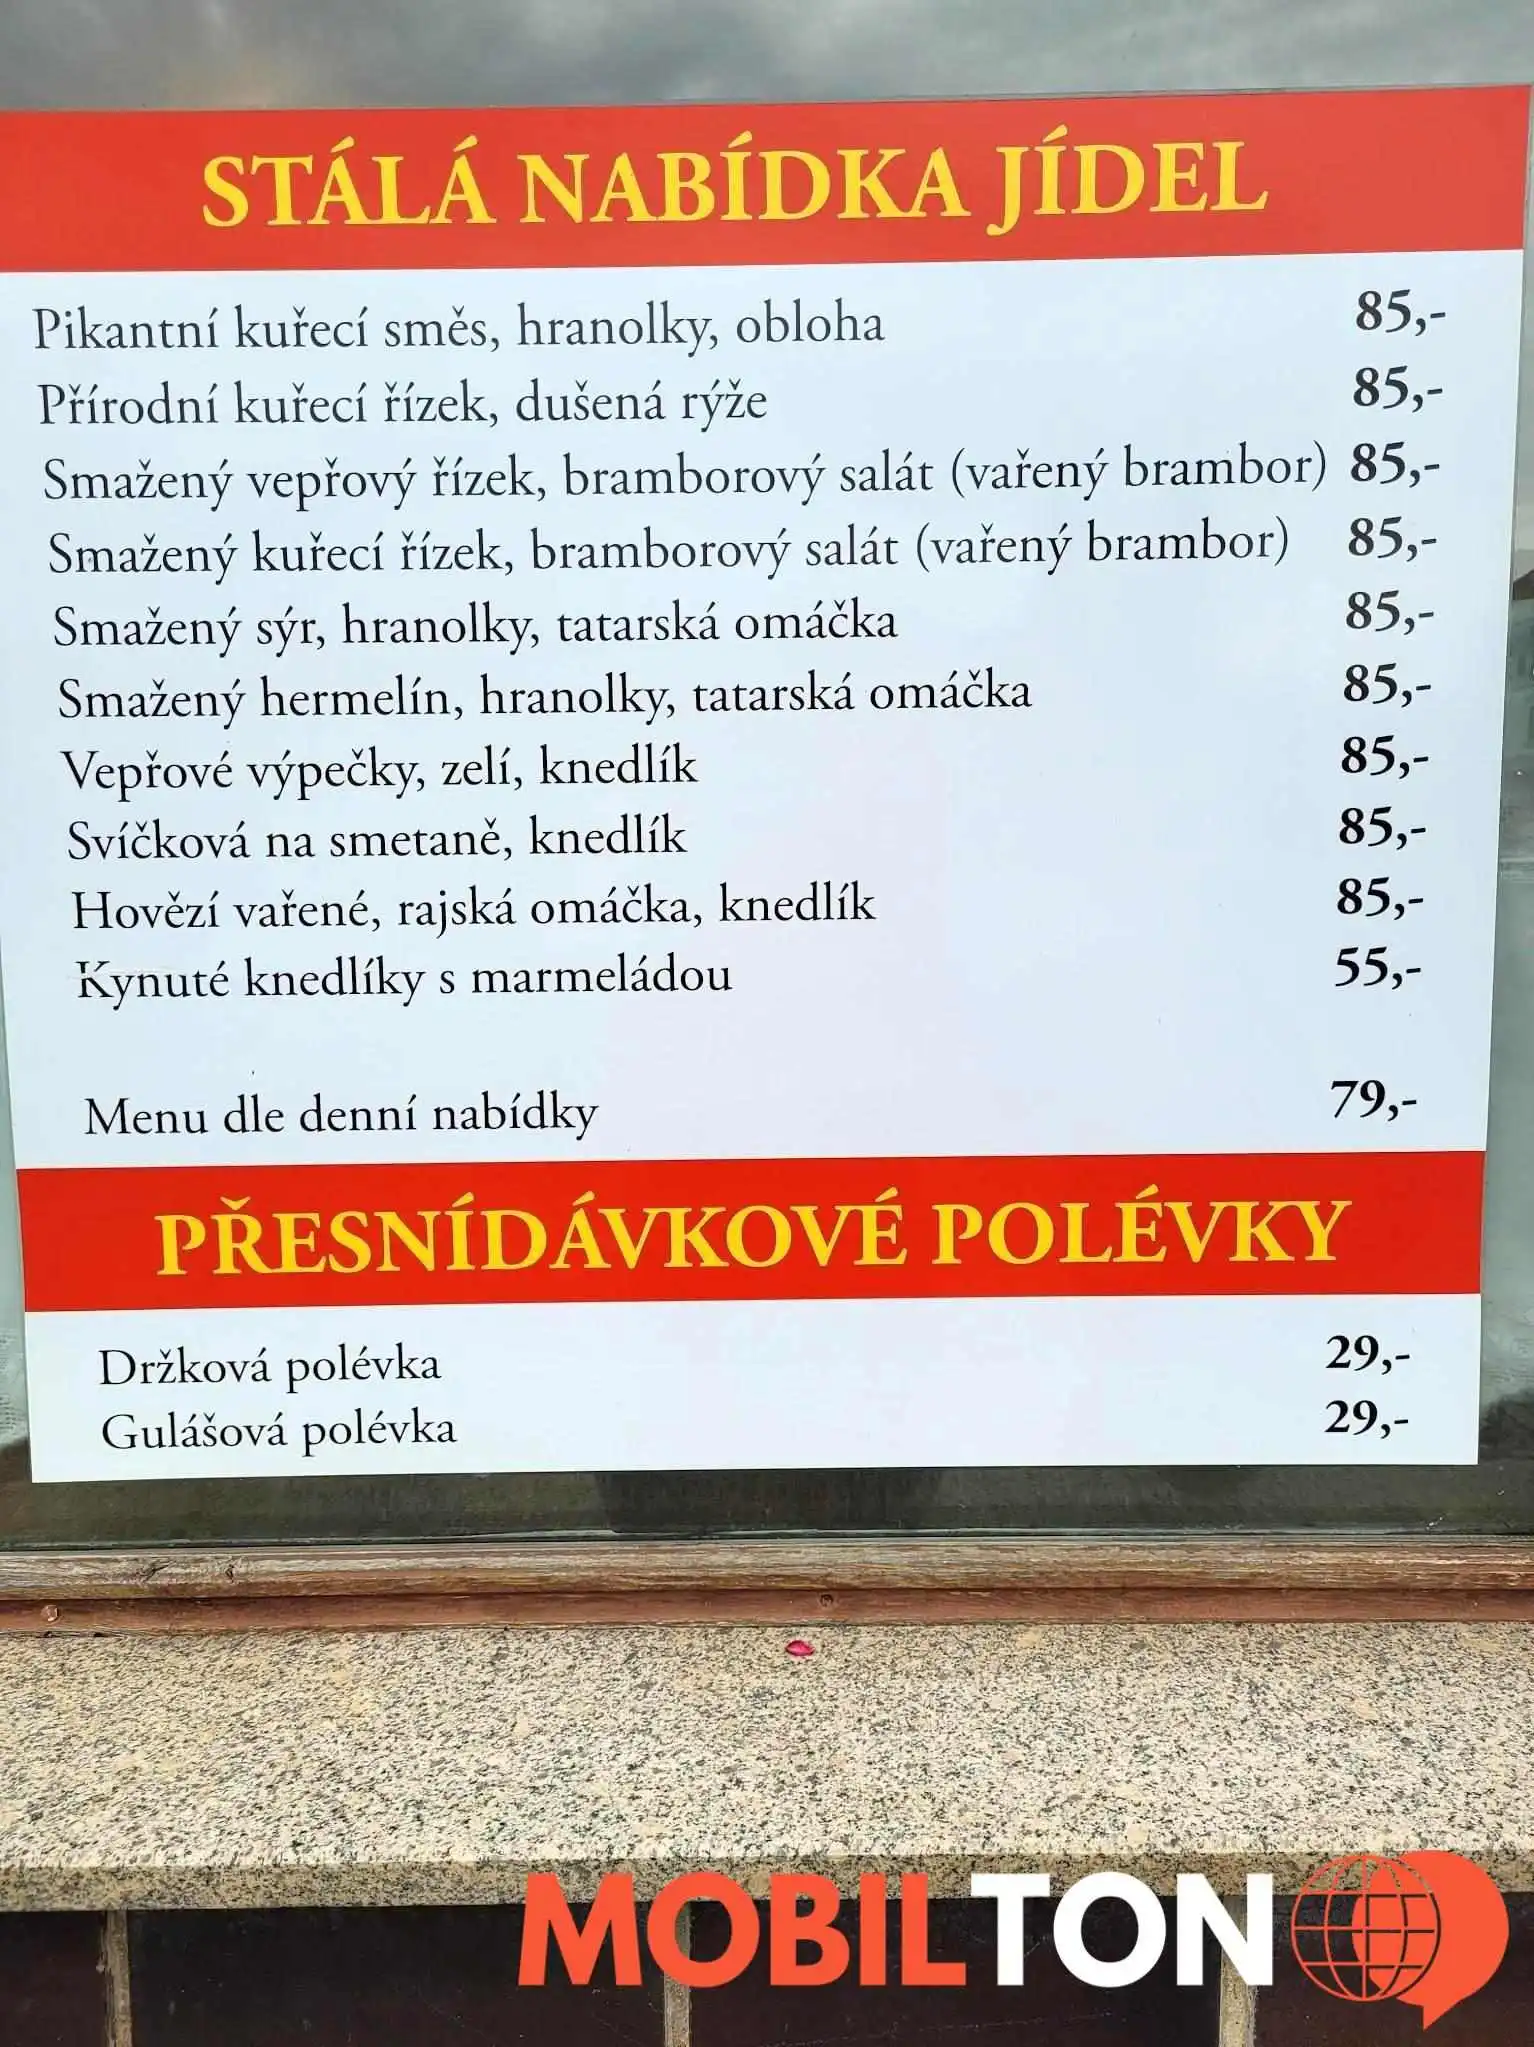 STÁLÁ NABÍDKA JÍDEL
Pikantní kuřecí směs, hranolky, obloha 85,-
Přírodní kuřecí řízek, dušená rýže 85,-
Smažený vepřový řízek, bramborový salát (vařený brambor) 85,-
Smažený kuřecí řízek, bramborový salát (vařený brambor) 85,-
Smažený sýr, hranolky, tatarská omáčka 85,-
Smažený hermelín, hranolky, tatarská omáčka 85,-
Vepřové výpečky, zelí, knedlík 85,-
Svíčková na smetaně, knedlík 85,-
Hovězí vařené, rajská omáčka, knedlík 85,-
Kynuté knedlíky s marmeládou 55,-
Menu dle denní nabídky 79,-
PŘESNÍDÁVKOVÉ POLÉVKY
Držková polévka 29,-
Gulášová polévka 29,-
MOBILTON